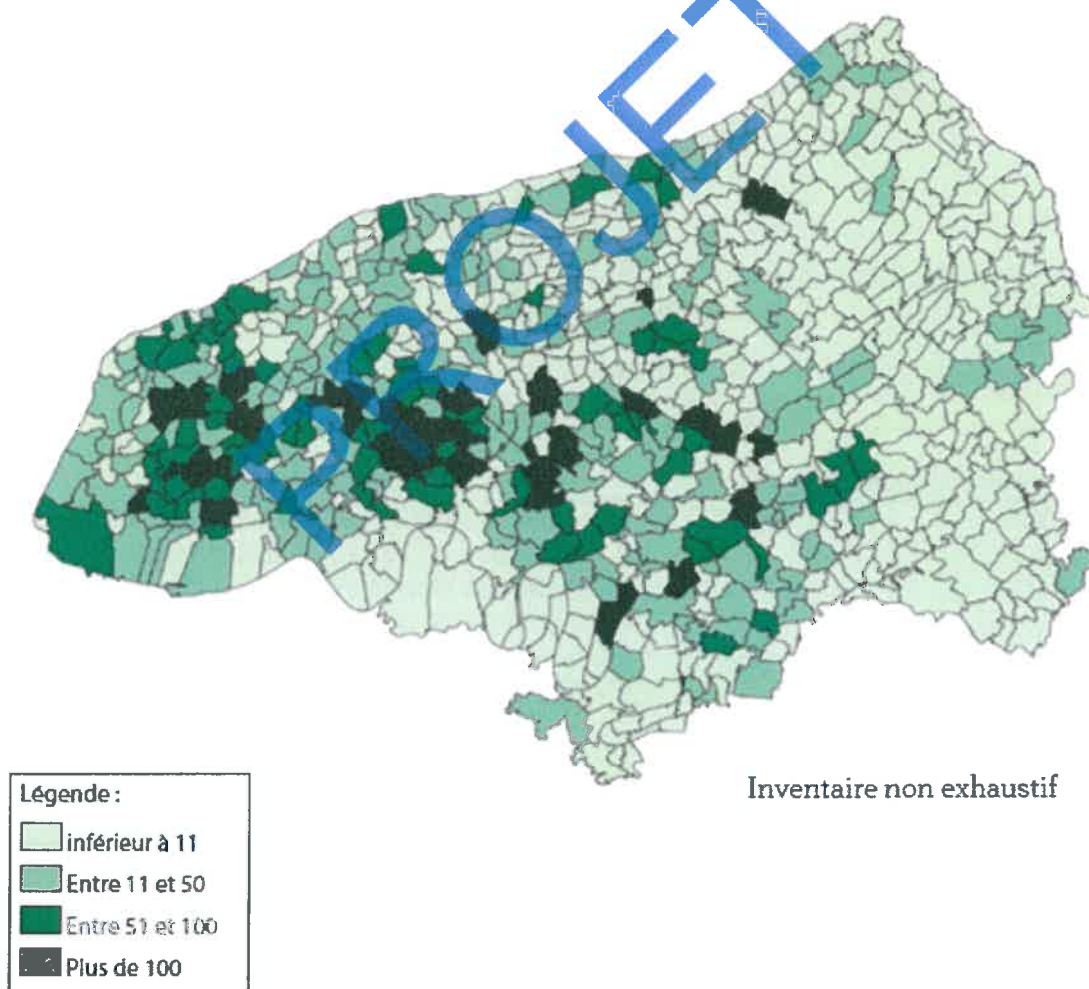 PROJET
Inventaire non exhaustif
Légende :
inférieur à 11
Entre 11 et 50
Entre 51 et 100
Plus de 100